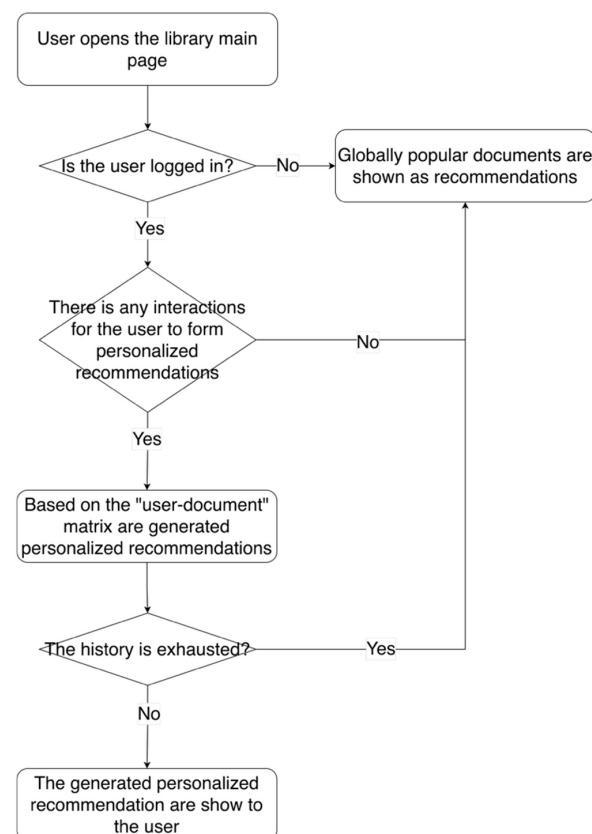 User opens the library main
page
Is the user logged in?
No
Globally popular documents are
shown as recommendations
Yes
There is any interactions
for the user to form
personalized
recommendations
No
Yes
Based on the "user-document"
matrix are generated
personalized recommendations
The history is exhausted?
Yes
No
The generated personalized
recommendation are show to
the user